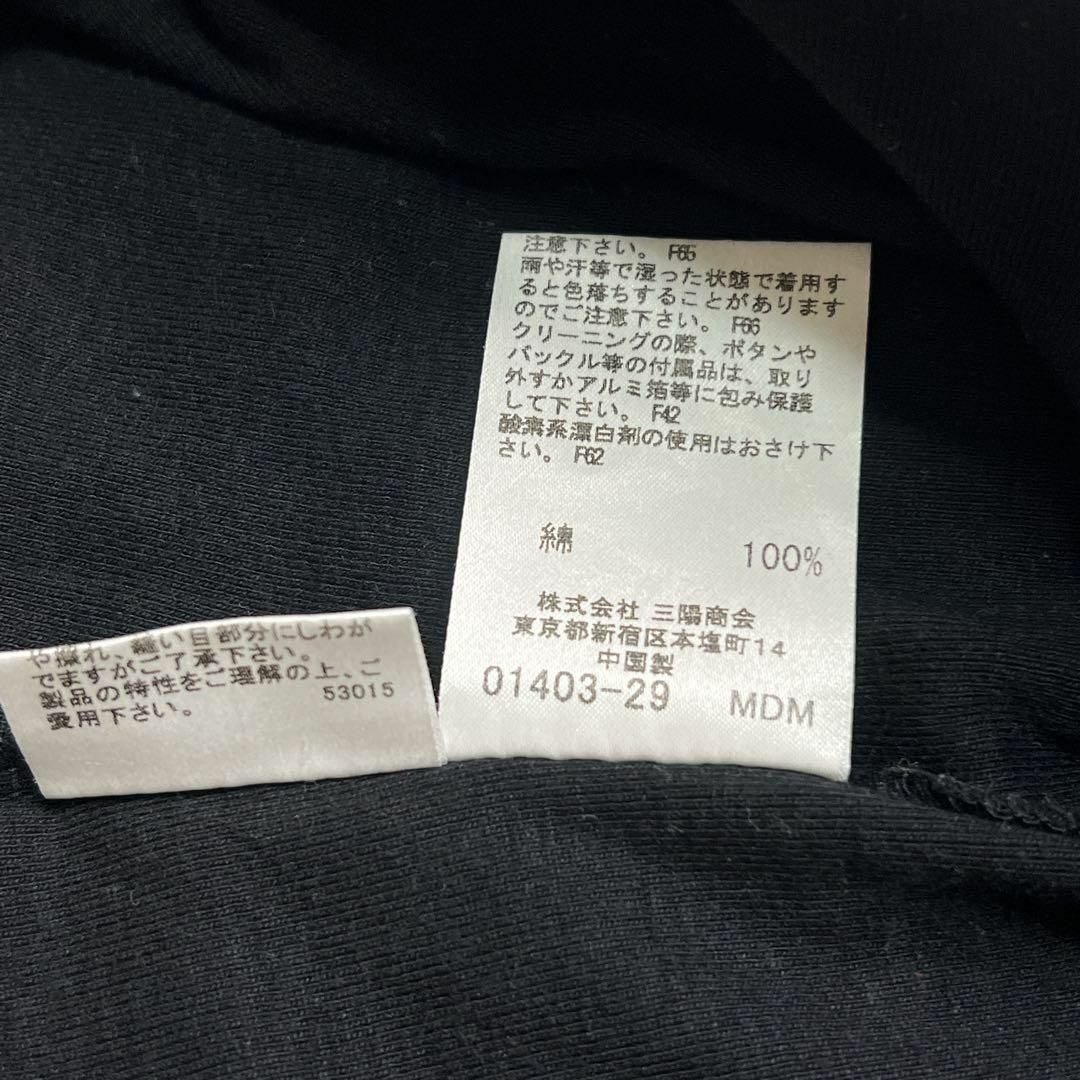 注意下さい。 F65
雨や汗等で湿った状態で着用す
ると色落ちすることがあります
のでご注意下さい。 F66
クリーニングの際、ボタンや
バックル等の付属品は、取り
外すかアルミ箔等に包み保護
して下さい。 F42
酸素系漂白剤の使用はおさけ下
さい。 F62
綿 100%
株式会社 三陽商会
東京都新宿区本塩町14
中国製
01403-29 MDM
い目部分にしわが
でますがご了承下さい。
製品の特性をご理解の上、ご
愛用下さい。 53015